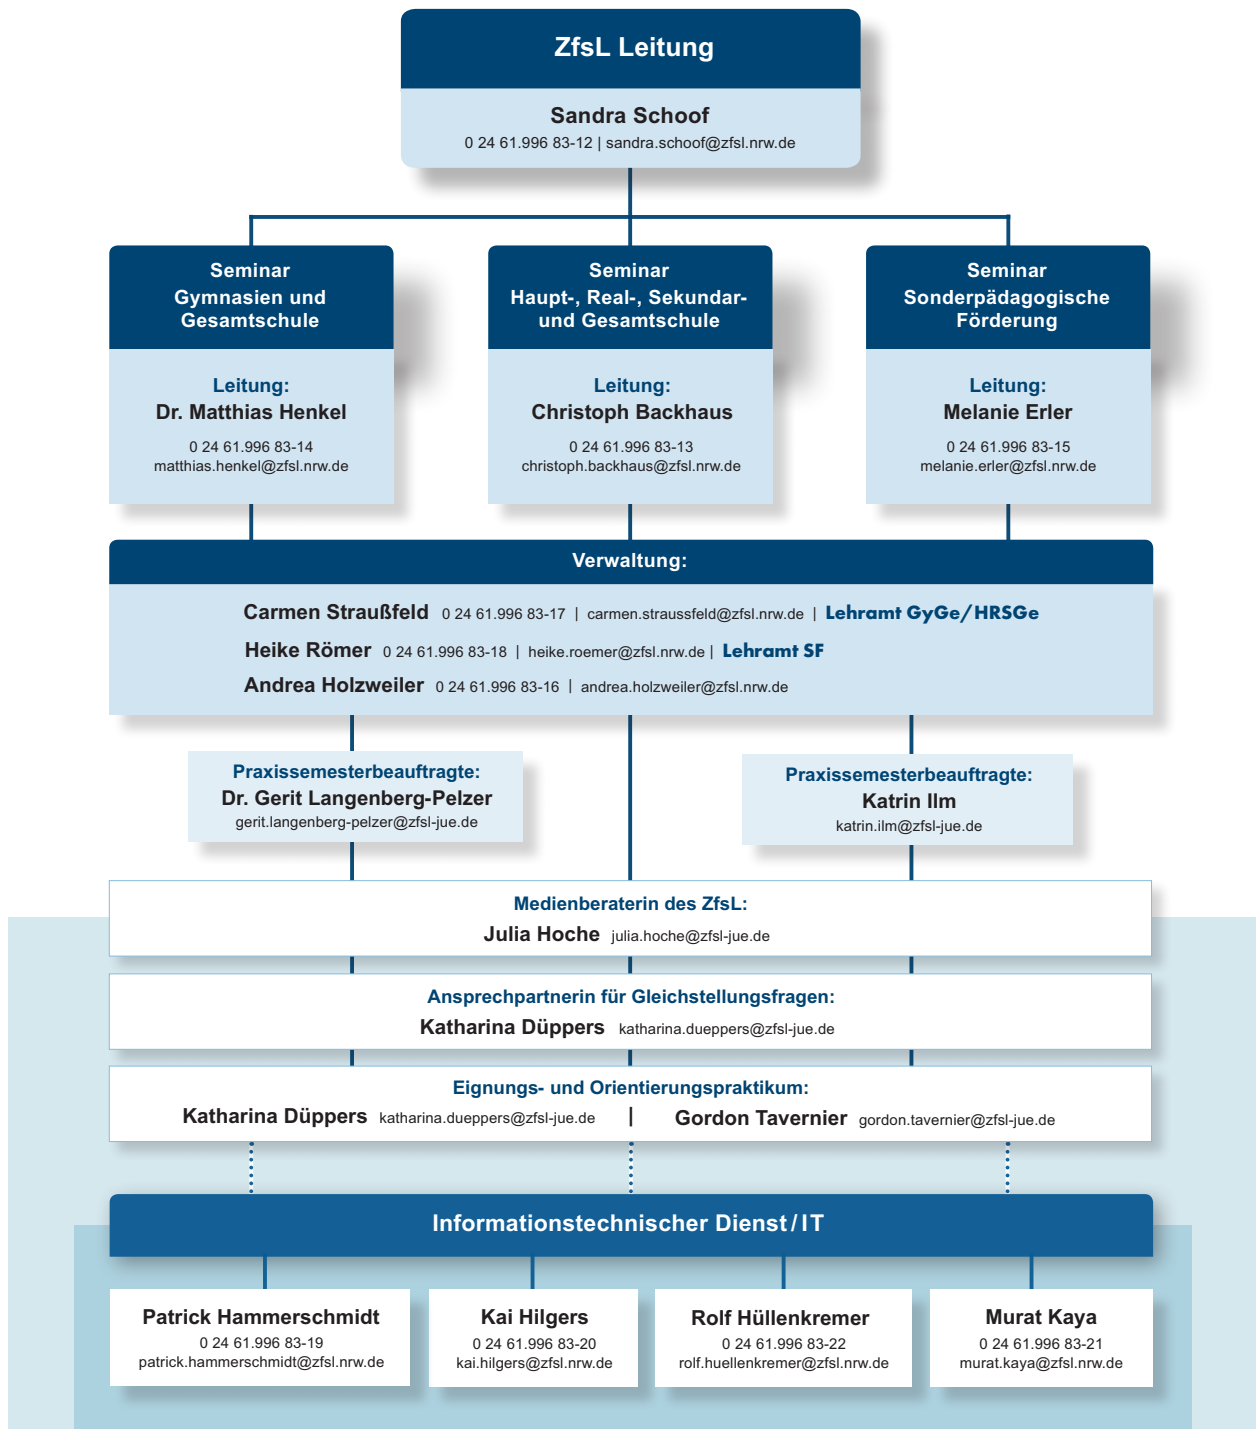 ZfsL Leitung
Sandra Schoof
0 24 61.996 83-12 | sandra.schoof@zfsl.nrw.de
Seminar
Gymnasien und
Gesamtschule
Leitung:
Dr. Matthias Henkel
0 24 61.996 83-14
matthias.henkel@zfsl.nrw.de
Seminar
Haupt-, Real-, Sekundar-
und Gesamtschule
Leitung:
Christoph Backhaus
0 24 61.996 83-13
christoph.backhaus@zfsl.nrw.de
Seminar
Sonderpädagogische
Förderung
Leitung:
Melanie Erler
0 24 61.996 83-15
melanie.erler@zfsl.nrw.de
Verwaltung:
Carmen Straußfeld 0 24 61.996 83-17 | carmen.straussfeld@zfsl.nrw.de | Lehramt GyGe/HRSGe
Heike Römer 0 24 61.996 83-18 | heike.roemer@zfsl.nrw.de | Lehramt SF
Andrea Holzweiler 0 24 61.996 83-16 | andrea.holzweiler@zfsl.nrw.de
Praxissemesterbeauftragte:
Dr. Gerit Langenberg-Pelzer
gerit.langenberg-pelzer@zfsl-jue.de
Praxissemesterbeauftragte:
Katrin Ilm
katrin.ilm@zfsl-jue.de
Medienberaterin des ZfsL:
Julia Hoche julia.hoche@zfsl-jue.de
Ansprechpartnerin für Gleichstellungsfragen:
Katharina Düppers katharina.dueppers@zfsl-jue.de
Eignungs- und Orientierungspraktikum:
Katharina Düppers katharina.dueppers@zfsl-jue.de | Gordon Tavernier gordon.tavernier@zfsl-jue.de
Informationstechnischer Dienst / IT
Patrick Hammerschmidt
0 24 61.996 83-19
patrick.hammerschmidt@zfsl.nrw.de
Kai Hilgers
0 24 61.996 83-20
kai.hilgers@zfsl.nrw.de
Rolf Hüllenkremer
0 24 61.996 83-22
rolf.huellenkremer@zfsl.nrw.de
Murat Kaya
0 24 61.996 83-21
murat.kaya@zfsl.nrw.de